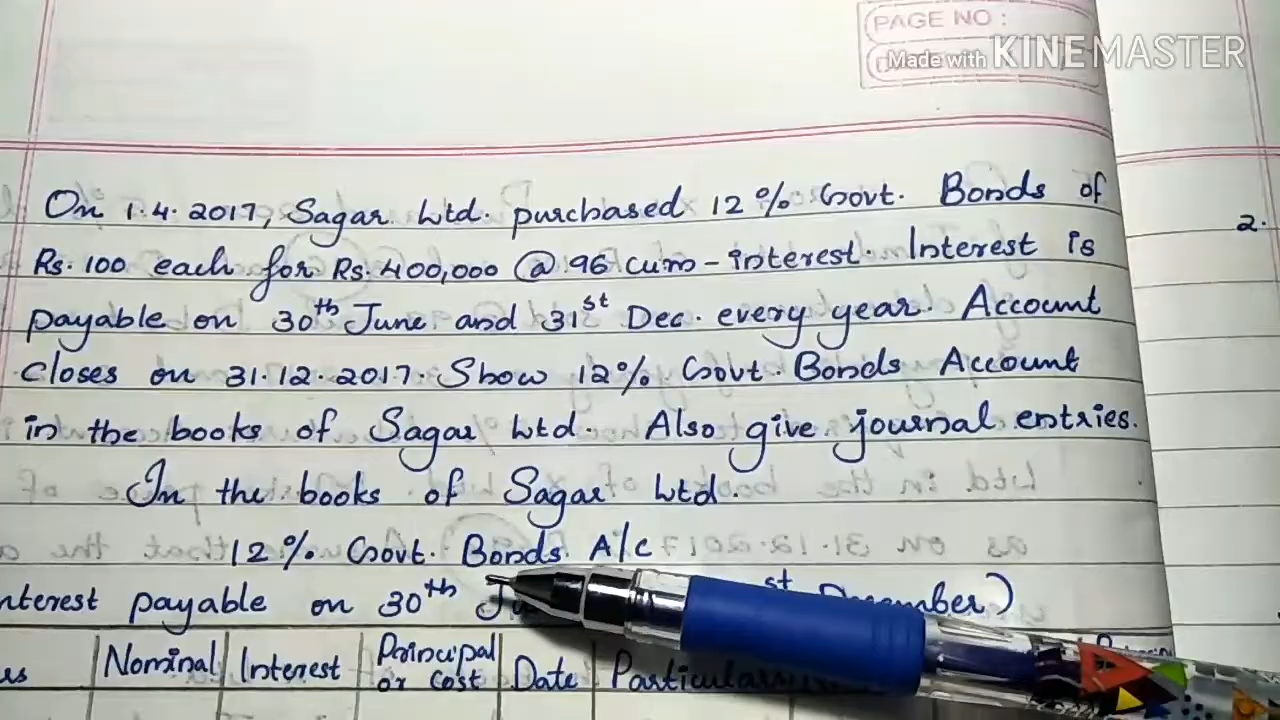 PAGE NO :
Made with KINEMASTER
On 1.4.2017, Sagar Ltd. purchased 12% Govt. Bonds of
2.
Rs. 100 each for Rs. 400,000 @ 96 cum-interest. Interest is
payable on 30th June and 31st Dec. every year. Account
closes on 31.12.2017. Show 12% Govt. Bonds Account
in the books of Sagar Ltd. Also give journal entries.
In the books of Sagar Ltd.
12% Govt. Bonds A/c
nterest payable on 30th
Nominal Interest Principal or Cost Date Particulars